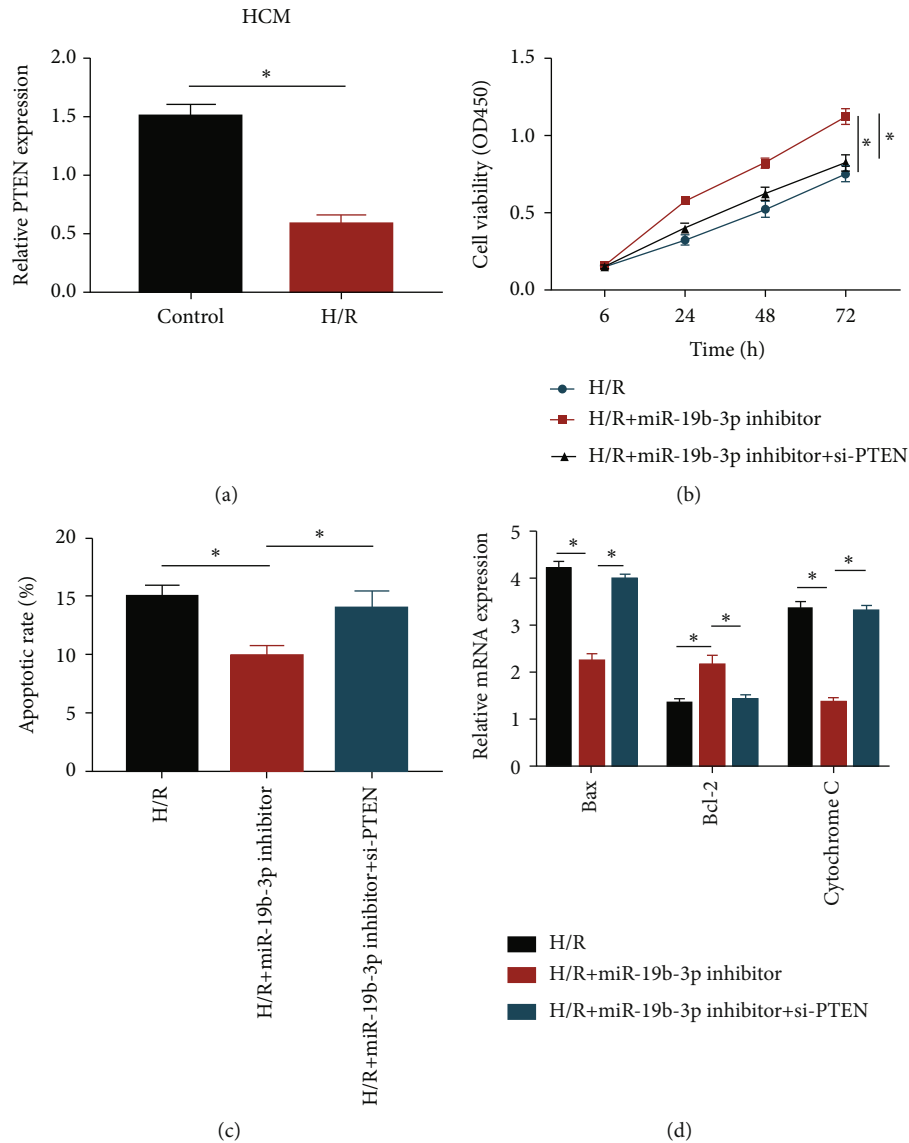 HCM
Relative PTEN expression
2.0
1.5
1.0
0.5
0.0
*
Control
H/R
(a)
Cell viability (OD450)
1.5
1.0
0.5
0.0
*
*
6
24
48
72
Time (h)
H/R
H/R+miR-19b-3p inhibitor
H/R+miR-19b-3p inhibitor+si-PTEN
(b)
Apoptotic rate (%)
20
15
10
5
0
*
*
H/R
H/R+miR-19b-3p inhibitor
H/R+miR-19b-3p inhibitor+si-PTEN
(c)
Relative mRNA expression
5
4
3
2
1
0
*
*
*
*
*
*
Bax
Bcl-2
Cytochrome C
H/R
H/R+miR-19b-3p inhibitor
H/R+miR-19b-3p inhibitor+si-PTEN
(d)